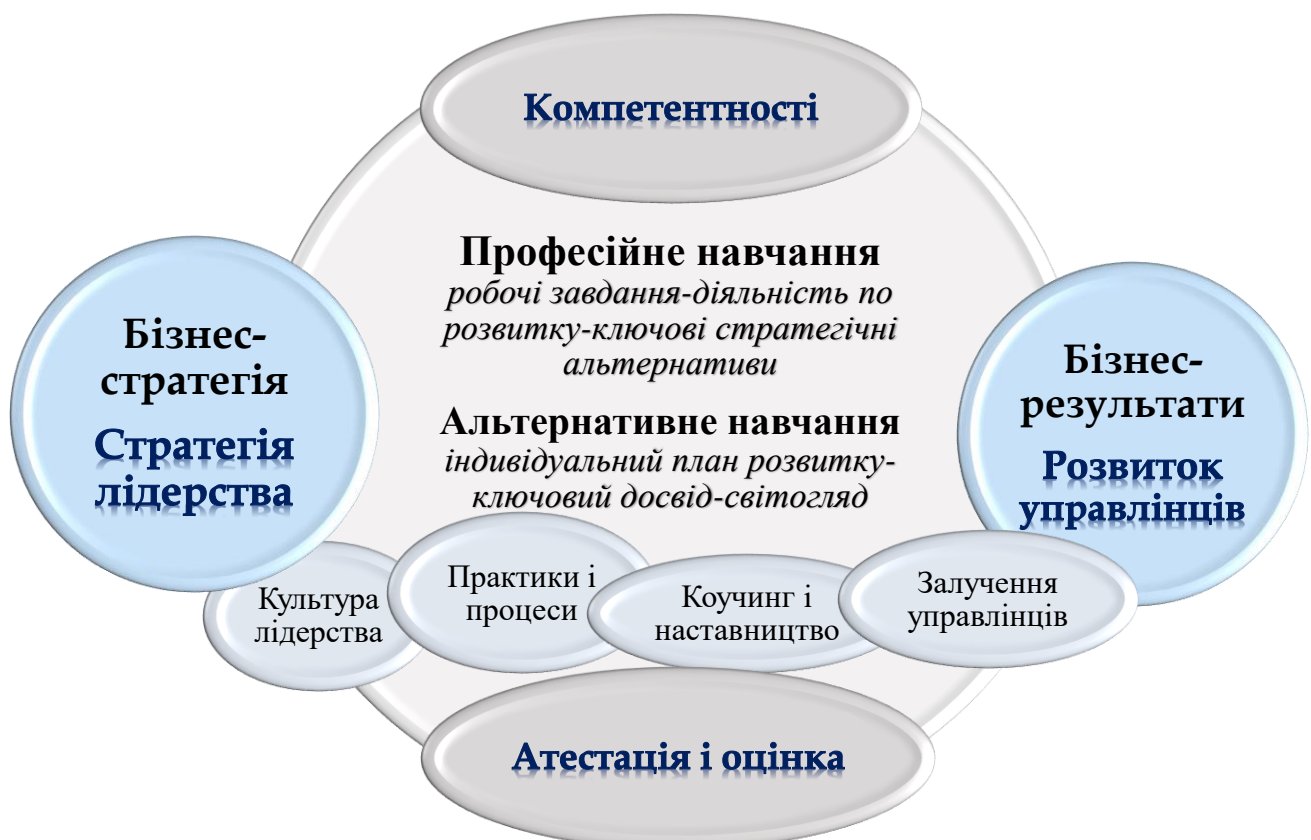 Компетентності
Професійне навчання
робочі завдання-діяльність по
розвитку-ключові стратегічні
альтернативи
Альтернативне навчання
індивідуальний план розвитку-
ключовий досвід-світогляд
Бізнес-
стратегія
Стратегія
лідерства
Бізнес-
результати
Розвиток
управлінців
Культура
лідерства
Практики і
процеси
Коучинг і
наставництво
Залучення
управлінців
Атестація і оцінка